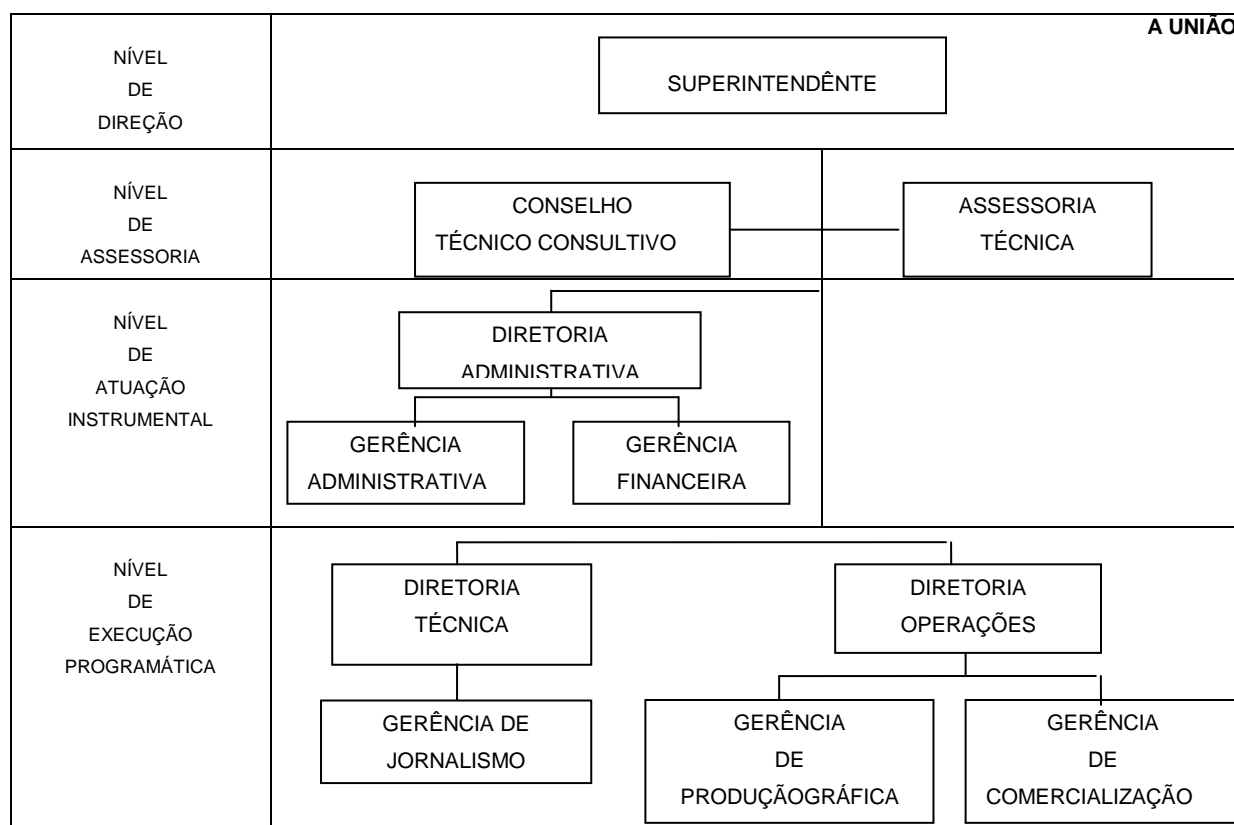 A UNIÃO
NÍVEL
DE
DIREÇÃO
SUPERINTENDÊNTE
NÍVEL
DE
ASSESSORIA
CONSELHO
TÉCNICO CONSULTIVO
ASSESSORIA
TÉCNICA
NÍVEL
DE
ATUAÇÃO
INSTRUMENTAL
DIRETORIA
ADMINISTRATIVA
GERÊNCIA
ADMINISTRATIVA
GERÊNCIA
FINANCEIRA
NÍVEL
DE
EXECUÇÃO
PROGRAMÁTICA
DIRETORIA
TÉCNICA
DIRETORIA
OPERAÇÕES
GERÊNCIA DE
JORNALISMO
GERÊNCIA
DE
PRODUÇÃOGRÁFICA
GERÊNCIA
DE
COMERCIALIZAÇÃO